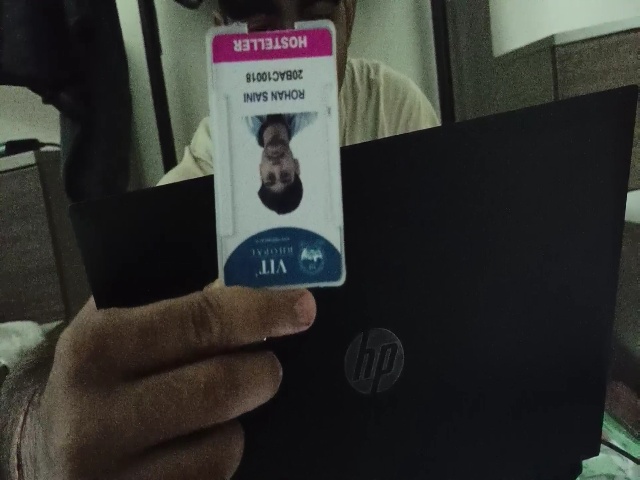 HOSTELLER
20BAC10018
ROHAN SAINI
VIT
BHOPAL
hp